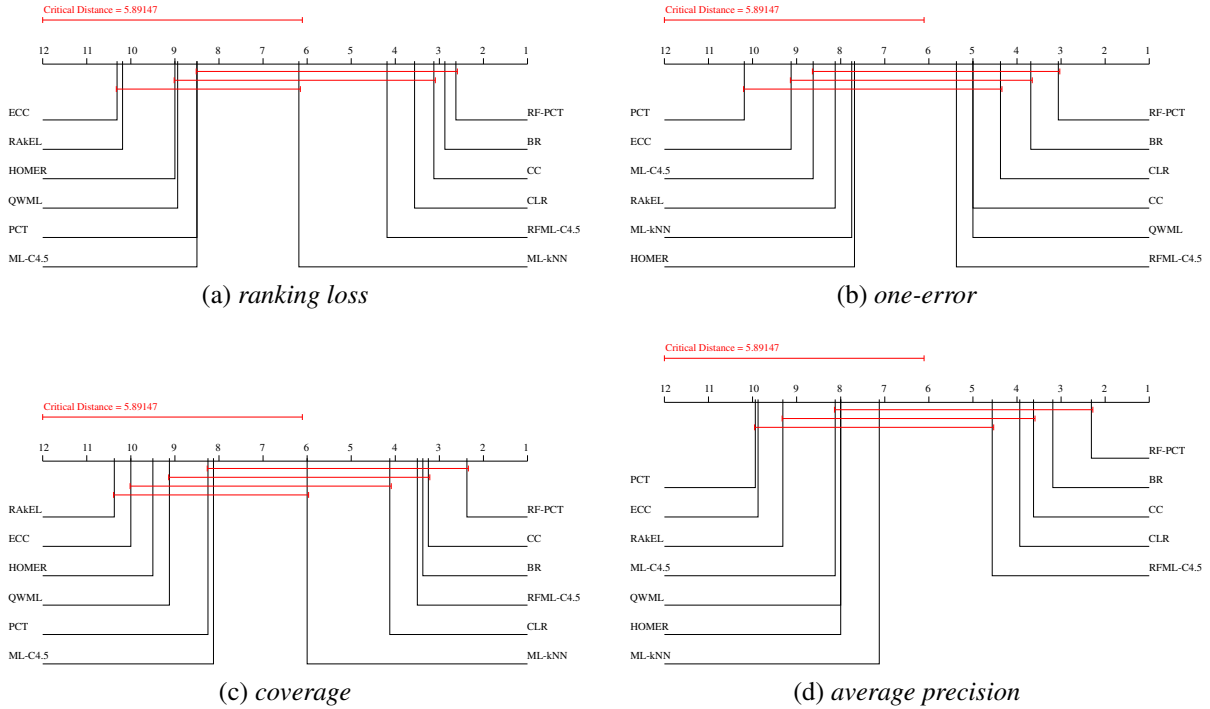 Critical Distance = 5.89147
12 11 10 9 8 7 6 5 4 3 2 1
ECC RF-PCT
RAkEL BR
HOMER CC
QWML CLR
PCT RFML-C4.5
ML-C4.5 ML-kNN
(a) ranking loss
Critical Distance = 5.89147
12 11 10 9 8 7 6 5 4 3 2 1
PCT RF-PCT
ECC BR
ML-C4.5 CLR
RAkEL CC
ML-kNN QWML
HOMER RFML-C4.5
(b) one-error
Critical Distance = 5.89147
12 11 10 9 8 7 6 5 4 3 2 1
RAkEL RF-PCT
ECC CC
HOMER BR
QWML RFML-C4.5
PCT CLR
ML-C4.5 ML-kNN
(c) coverage
Critical Distance = 5.89147
12 11 10 9 8 7 6 5 4 3 2 1
RF-PCT
PCT BR
ECC CC
RAkEL CLR
ML-C4.5 RFML-C4.5
QWML
HOMER
ML-kNN
(d) average precision